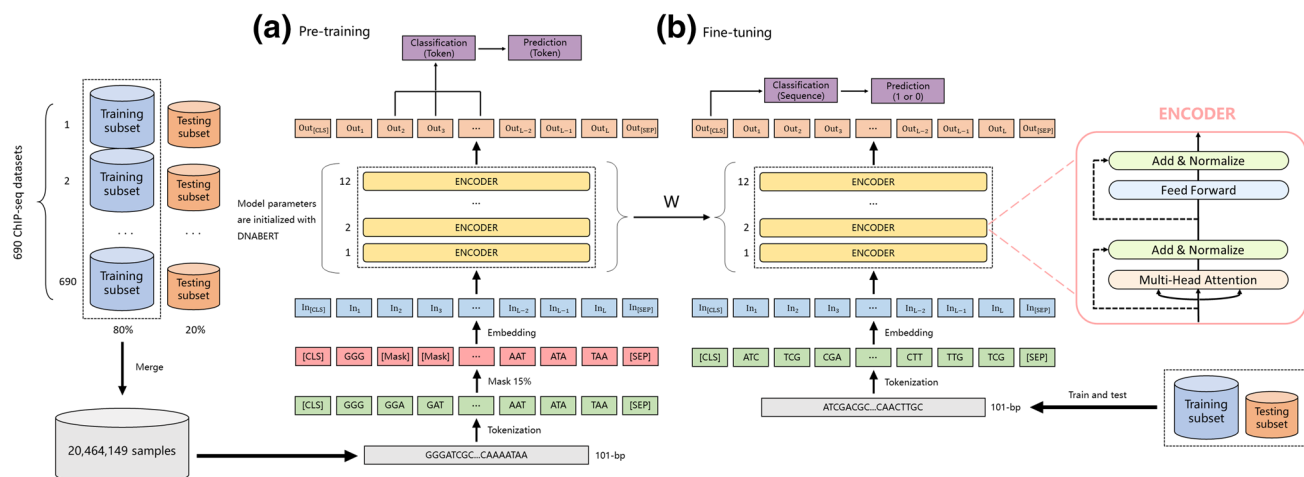 690 ChIP-seq datasets
1
Training
subset
Testing
subset
2
Training
subset
Testing
subset
...
...
690
Training
subset
Testing
subset
80%
20%
Merge
20,464,149 samples
(a) Pre-training
Classification
(Token)
Prediction
(Token)
Out[CLS] Out1 Out2 Out3 ... OutL-2 OutL-1 OutL Out[SEP]
Model parameters
are initialized with
DNABERT
12 ENCODER
...
2 ENCODER
1 ENCODER
In[CLS] In1 In2 In3 ... InL-2 InL-1 InL In[SEP]
Embedding
[CLS] GGG [Mask] [Mask] ... AAT ATA TAA [SEP]
Mask 15%
[CLS] GGG GGA GAT ... AAT ATA TAA [SEP]
Tokenization
GGGATCGC...CAAAATAA 101-bp
W
(b) Fine-tuning
Classification
(Sequence)
Prediction
(1 or 0)
Out[CLS] Out1 Out2 Out3 ... OutL-2 OutL-1 OutL Out[SEP]
12 ENCODER
...
2 ENCODER
1 ENCODER
In[CLS] In1 In2 In3 ... InL-2 InL-1 InL In[SEP]
Embedding
[CLS] ATC TCG CGA ... CTT TTG TCG [SEP]
Tokenization
ATCGACGC...CAACTTGC 101-bp
ENCODER
Add & Normalize
Feed Forward
Add & Normalize
Multi-Head Attention
Train and test
Training
subset
Testing
subset